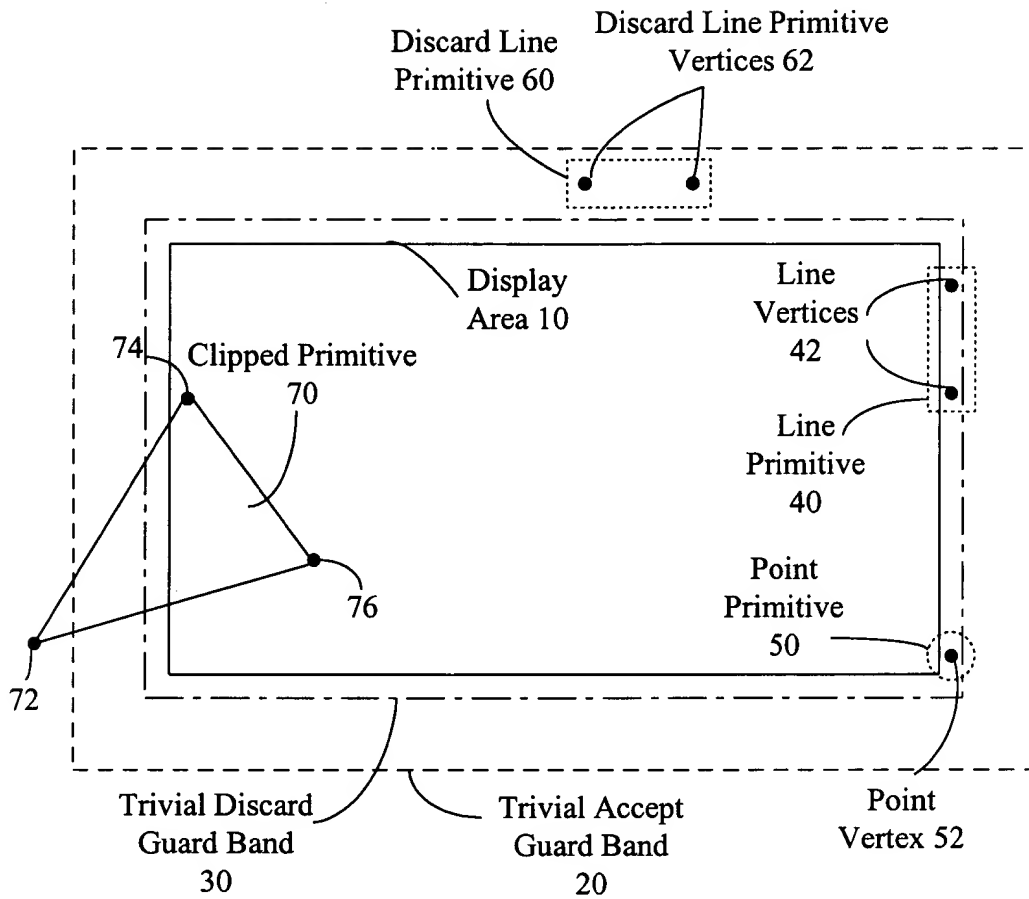 Discard Line Primitive
Vertices 62
Discard Line
Primitive 60
Display
Area 10
Line
Vertices
42
74
Clipped Primitive
70
Line
Primitive
40
Point
Primitive
50
76
72
Trivial Discard
Guard Band
30
Trivial Accept
Guard Band
20
Point
Vertex 52